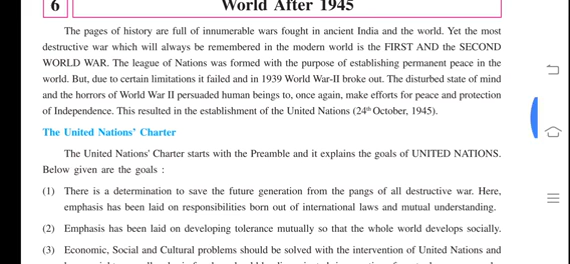 6
World After 1945
The pages of history are full of innumerable wars fought in ancient India and the world. Yet the most
destructive war which will always be remembered in the modern world is the FIRST AND the SECOND
WORLD WAR. The league of Nations was formed with the purpose of establishing permanent peace in the
world. But, due to certain limitations it failed and in 1939 World War-II broke out. The disturbed state of mind
and the horrors of World War II persuaded human beings to, once again, make efforts for peace and protection
of Independence. This resulted in the establishment of the United Nations (24th October, 1945).
The United Nations' Charter
The United Nations' Charter starts with the Preamble and it explains the goals of UNITED NATIONS.
Below given are the goals :
(1) There is a determination to save the future generation from the pangs of all destructive war. Here,
emphasis has been laid on responsibilities born out of international laws and mutual understanding.
(2) Emphasis has been laid on developing tolerance mutually so that the whole world develops socially.
(3) Economic, Social and Cultural problems should be solved with the intervention of United Nations and